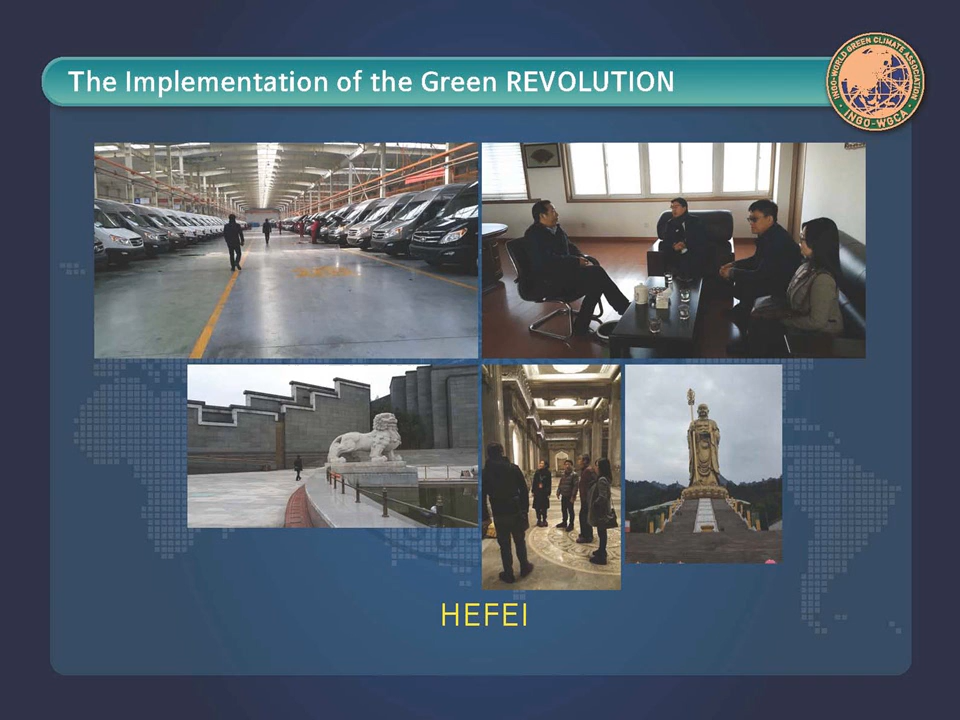 The Implementation of the Green REVOLUTION
INGO-WORLD GREEN CLIMATE ASSOCIATION
INGO-WGCA
HEFEI